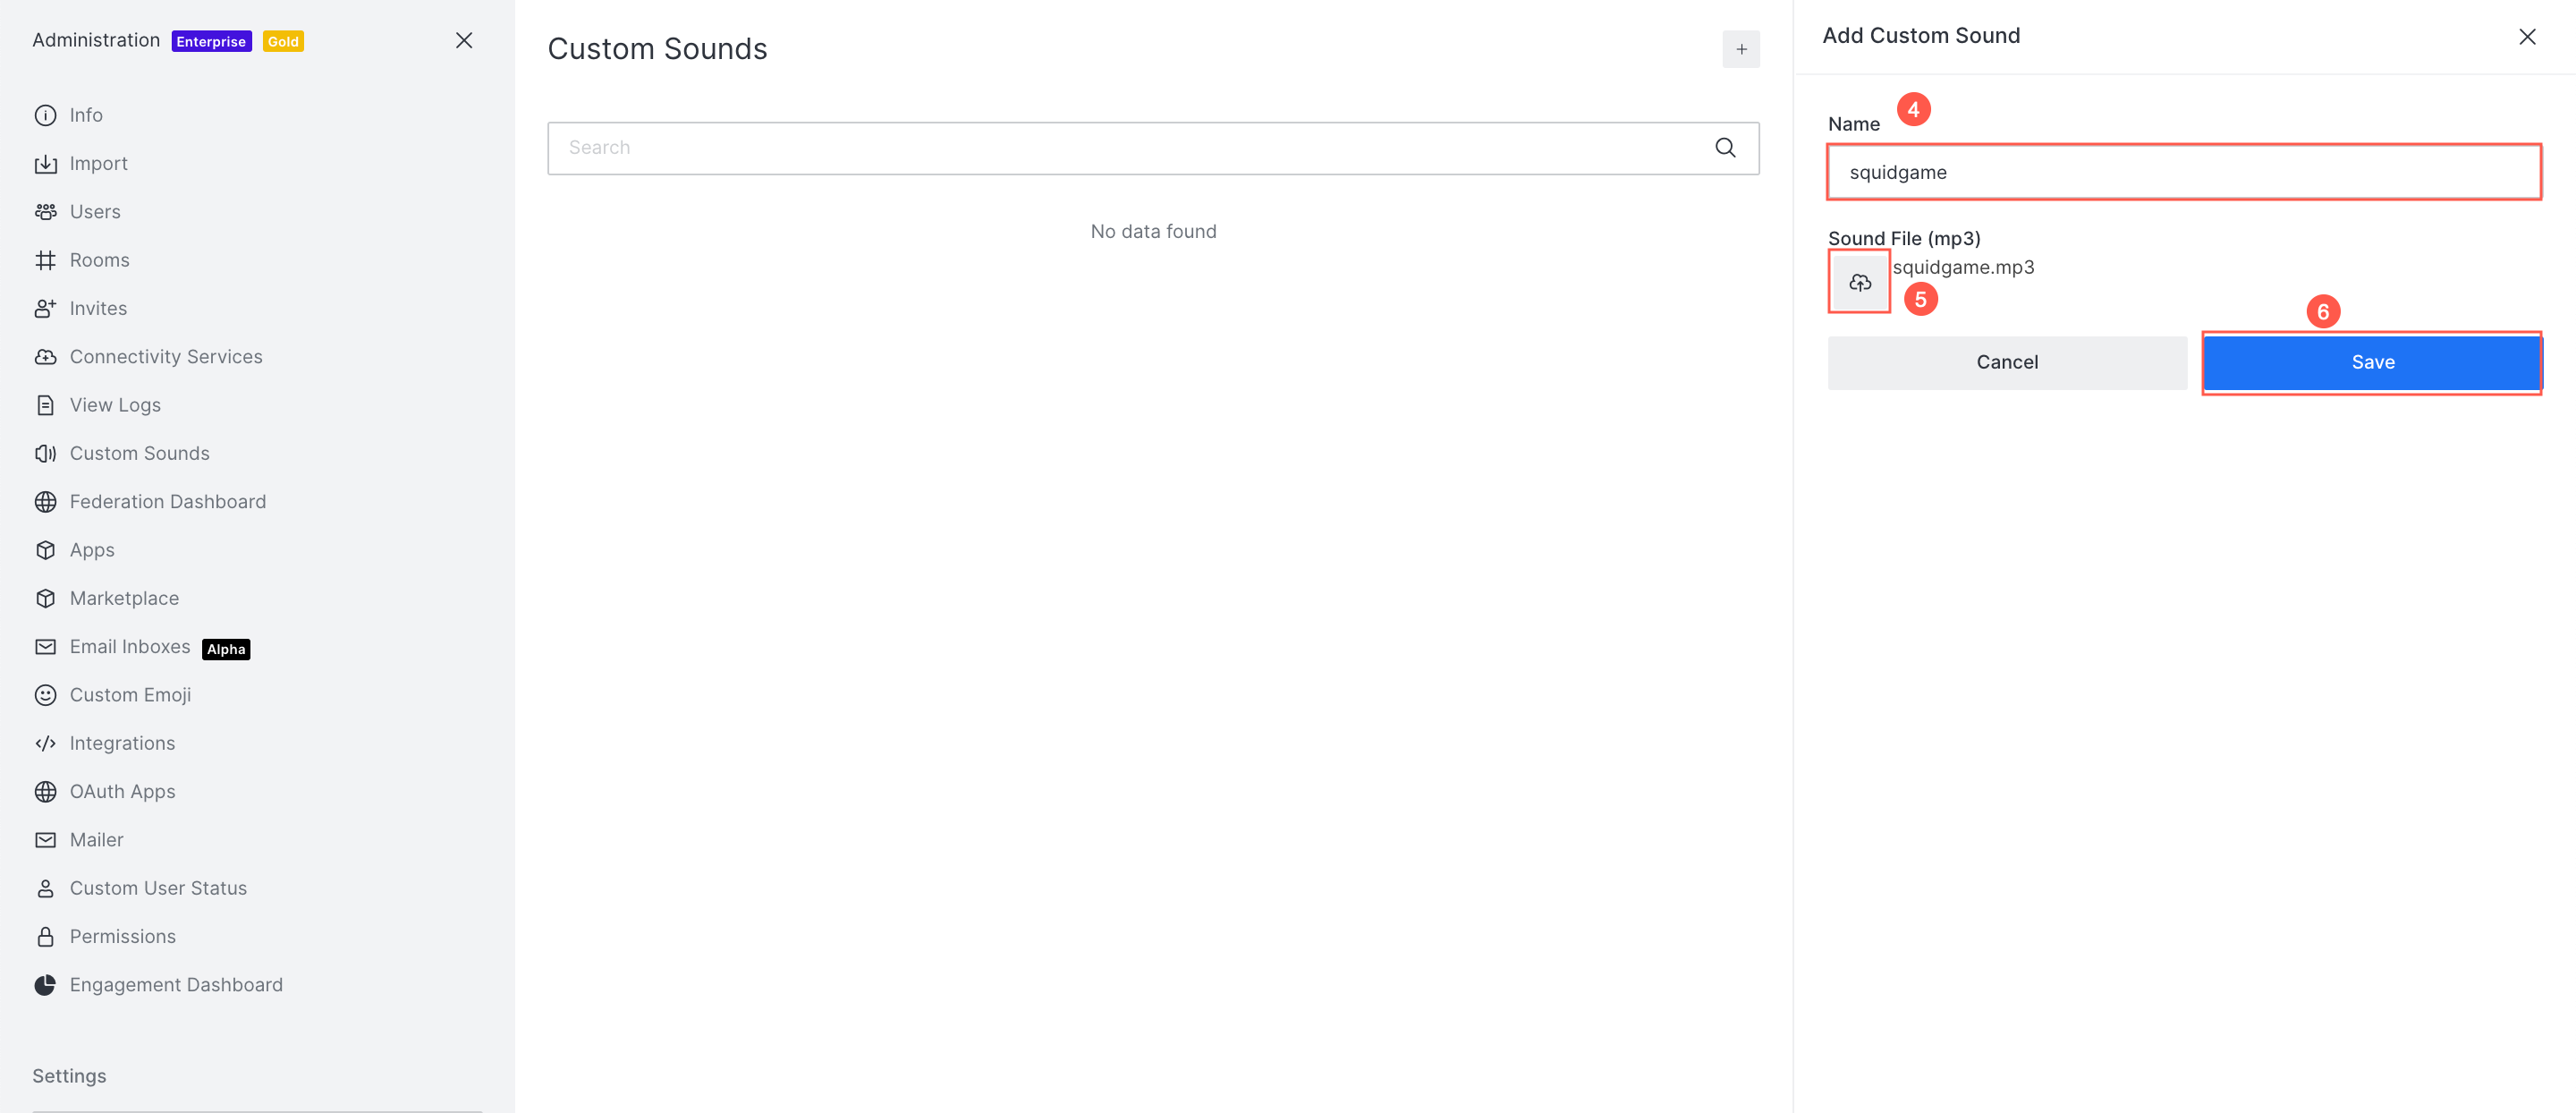 Administration Enterprise Gold
Info
Import
Users
Rooms
Invites
Connectivity Services
View Logs
Custom Sounds
Federation Dashboard
Apps
Marketplace
Email Inboxes Alpha
Custom Emoji
Integrations
OAuth Apps
Mailer
Custom User Status
Permissions
Engagement Dashboard
Settings
Custom Sounds
Search
No data found
Add Custom Sound
Name 4
squidgame
Sound File (mp3)
squidgame.mp3
5
6
Cancel Save